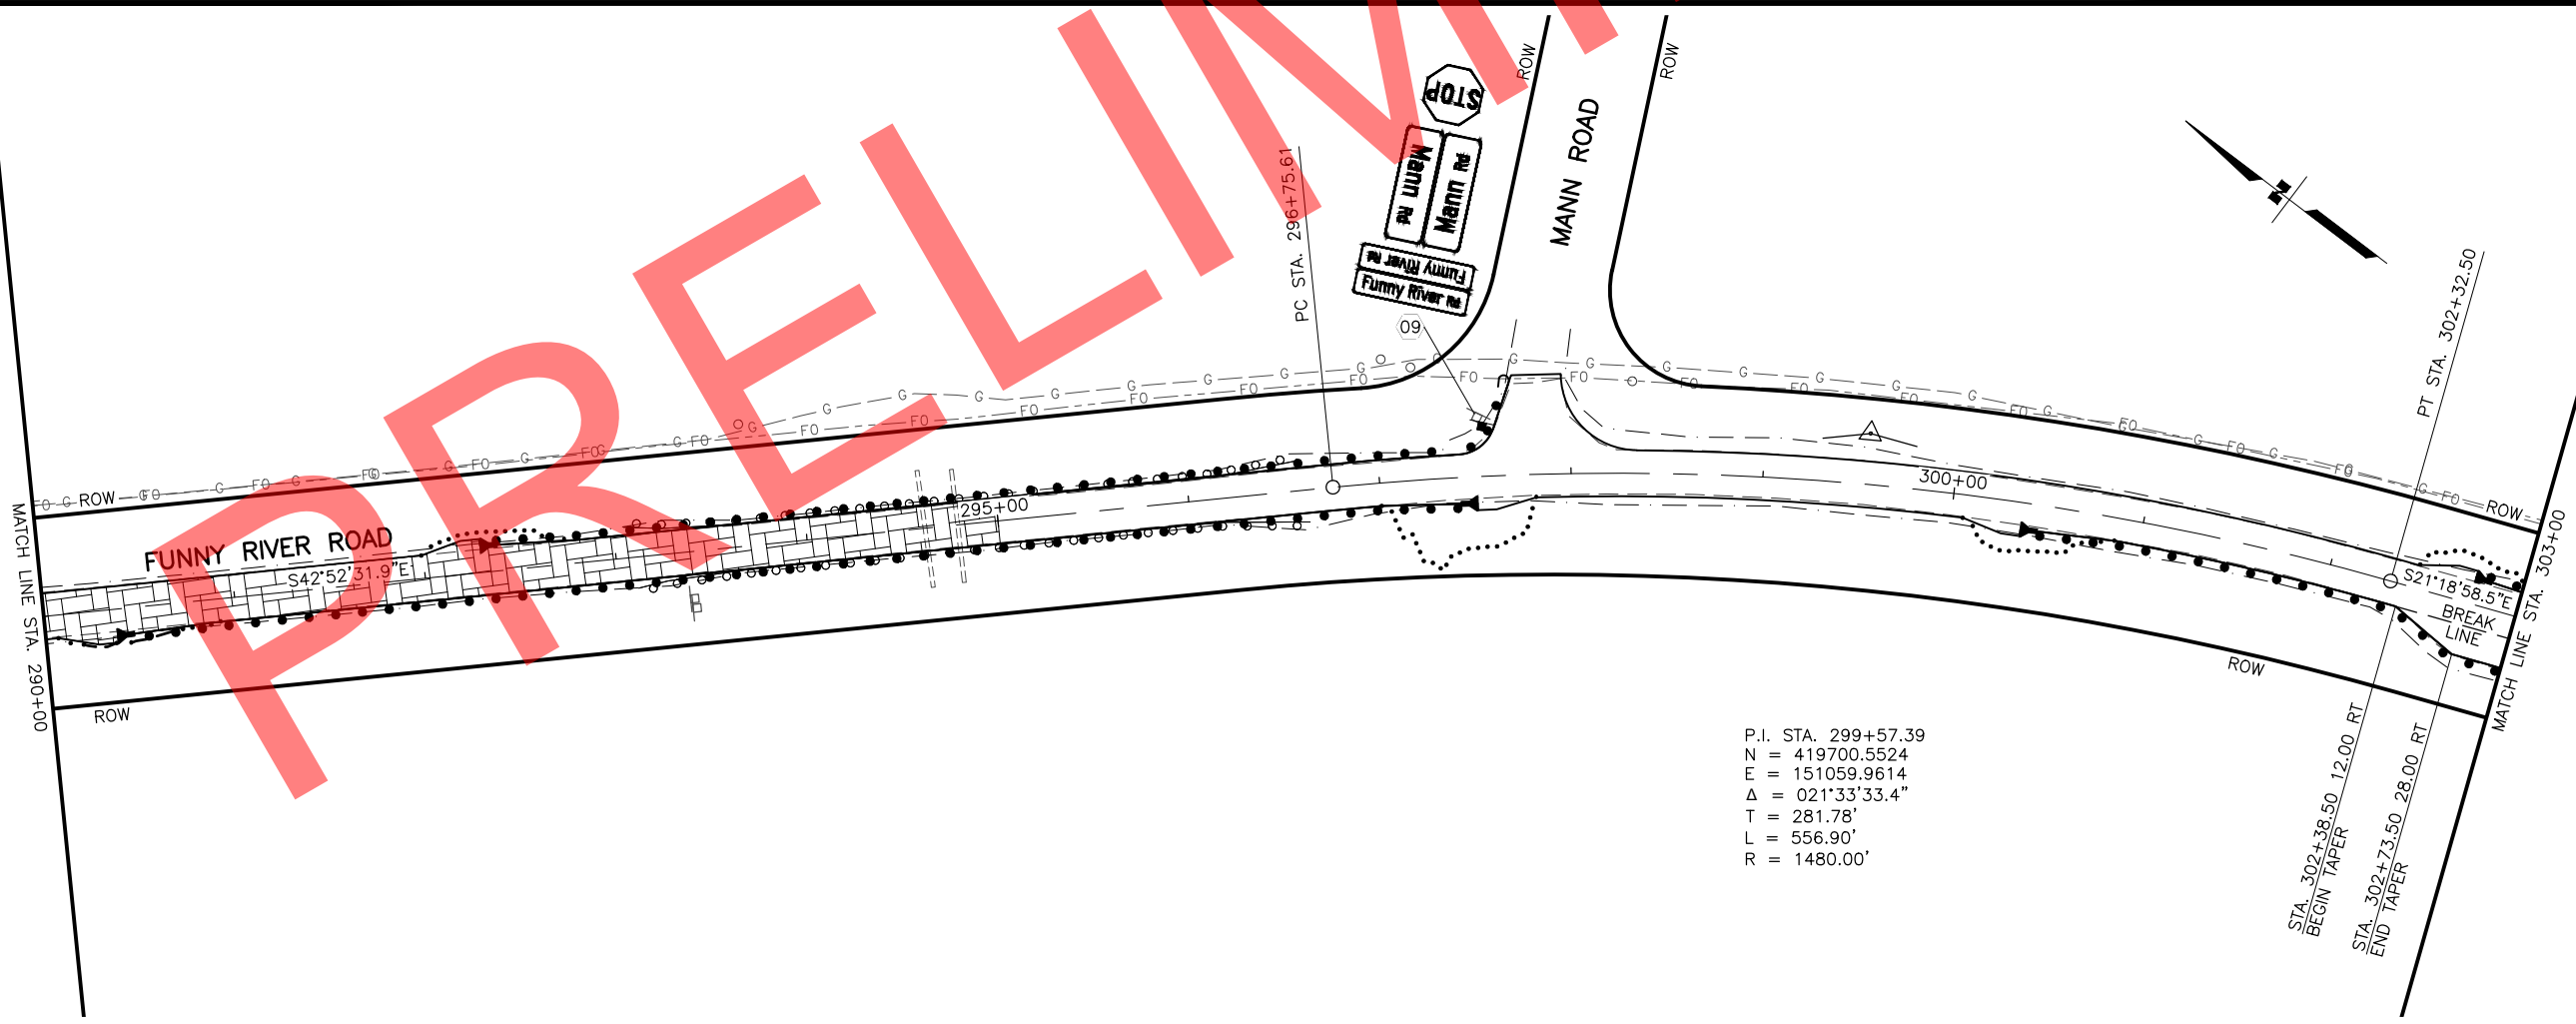 PRELIM
ROW
ROW
STOP
Mann Rd
Mann Rd
Funny River Rd
Funny River Rd
09
MANN ROAD
PC STA. 296+75.61
PT STA. 302+32.50
N
ROW
G FO G FO G FO
FUNNY RIVER ROAD
S42°52'31.9"E
295+00
300+00
ROW
S21°18'58.5"E
BREAK
LINE
MATCH LINE STA. 290+00
MATCH LINE STA. 303+00
ROW
ROW
P.I. STA. 299+57.39
N = 419700.5524
E = 151059.9614
Δ = 021°33'33.4"
T = 281.78'
L = 556.90'
R = 1480.00'
STA. 302+38.50 12.00 RT
BEGIN TAPER
STA. 302+73.50 28.00 RT
END TAPER